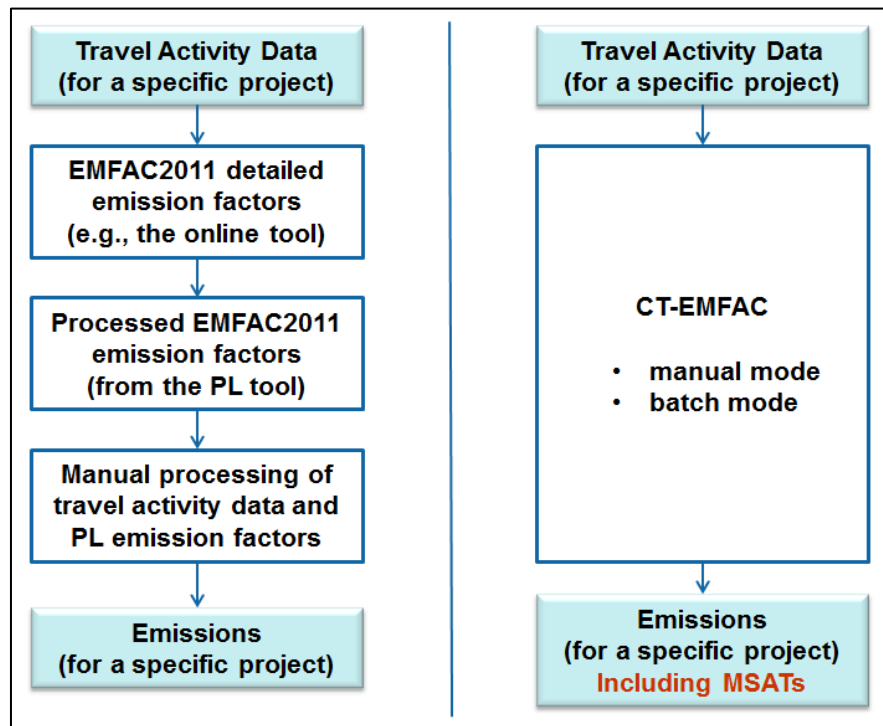 Travel Activity Data
(for a specific project)
EMFAC2011 detailed
emission factors
(e.g., the online tool)
Processed EMFAC2011
emission factors
(from the PL tool)
Manual processing of
travel activity data and
PL emission factors
Emissions
(for a specific project)
Travel Activity Data
(for a specific project)
CT-EMFAC
• manual mode
• batch mode
Emissions
(for a specific project)
Including MSATs